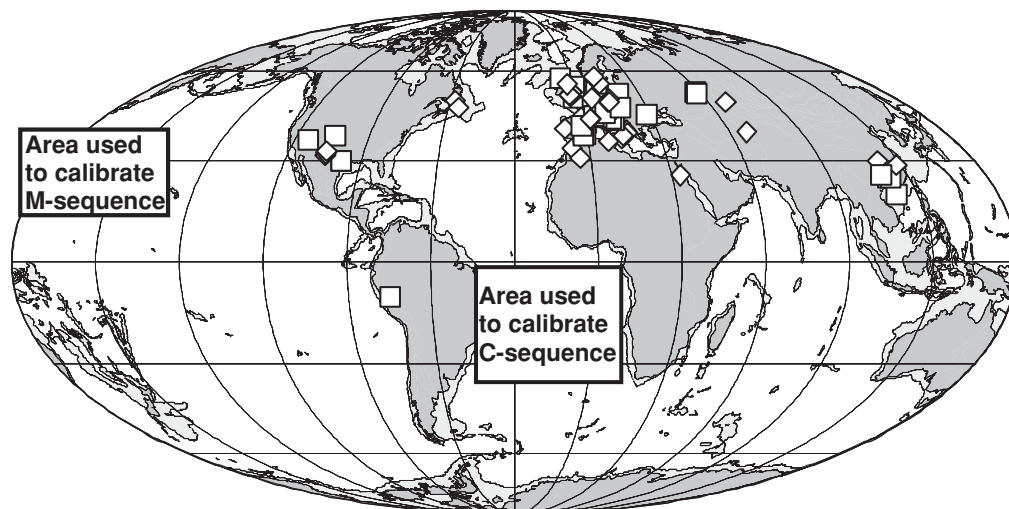 Area used
to calibrate
M-sequence
Area used
to calibrate
C-sequence